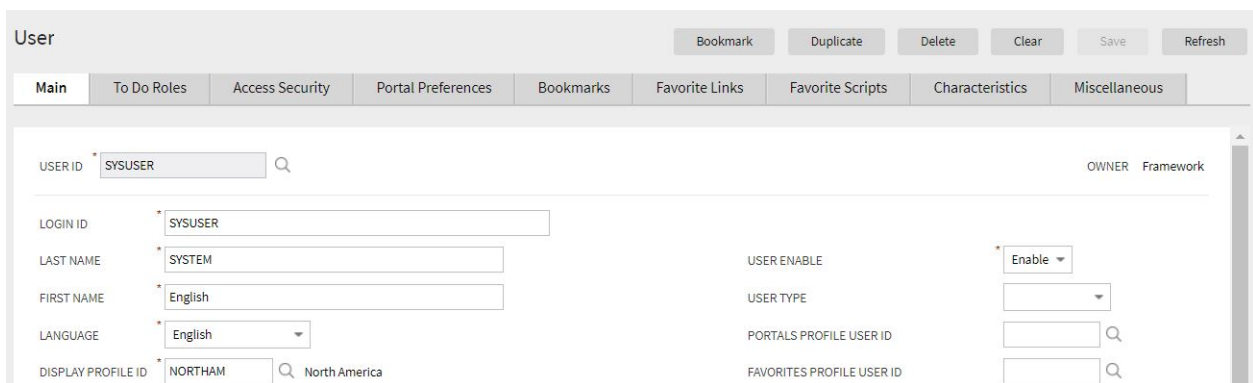 User
Bookmark Duplicate Delete Clear Save Refresh
Main To Do Roles Access Security Portal Preferences Bookmarks Favorite Links Favorite Scripts Characteristics Miscellaneous
USER ID * SYSUSER OWNER Framework
LOGIN ID * SYSUSER
LAST NAME * SYSTEM USER ENABLE * Enable
FIRST NAME * English USER TYPE
LANGUAGE * English PORTALS PROFILE USER ID
DISPLAY PROFILE ID * NORTHAM North America FAVORITES PROFILE USER ID